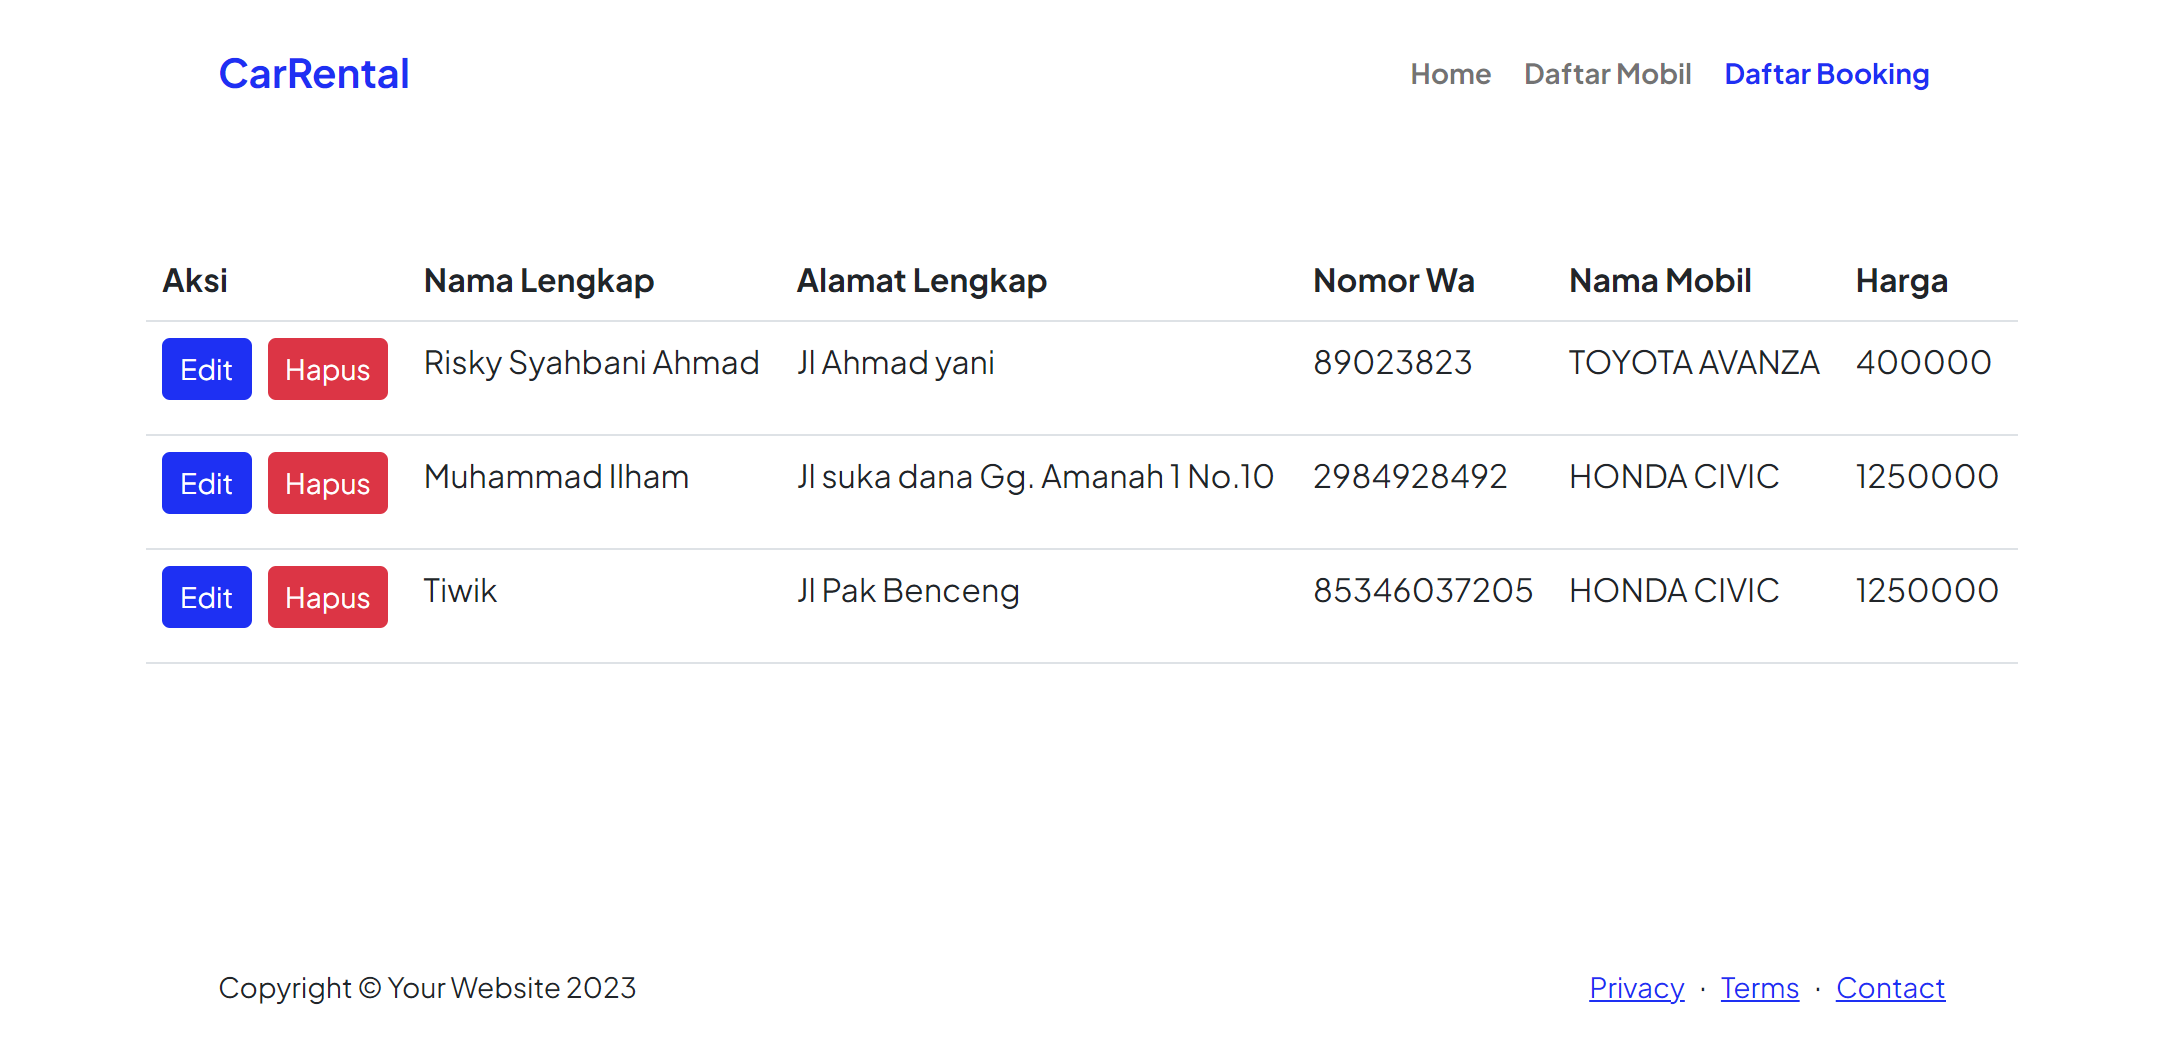 CarRental Home Daftar Mobil Daftar Booking
Aksi Nama Lengkap Alamat Lengkap Nomor Wa Nama Mobil Harga
Edit Hapus Risky Syahbani Ahmad Jl Ahmad yani 89023823 TOYOTA AVANZA 400000
Edit Hapus Muhammad Ilham Jl suka dana Gg. Amanah 1 No.10 2984928492 HONDA CIVIC 1250000
Edit Hapus Tiwik Jl Pak Benceng 85346037205 HONDA CIVIC 1250000
Copyright © Your Website 2023 Privacy · Terms · Contact